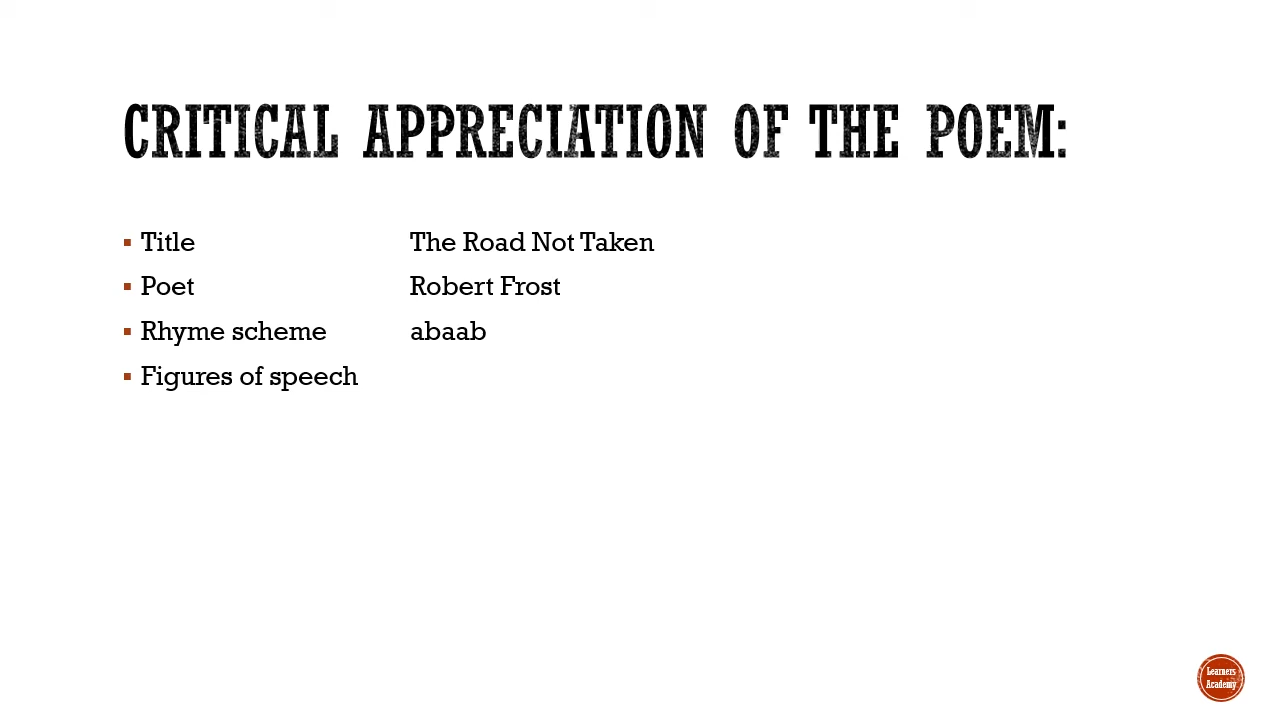 CRITICAL APPRECIATION OF THE POEM:
Title The Road Not Taken
Poet Robert Frost
Rhyme scheme abaab
Figures of speech
Learners
Academy